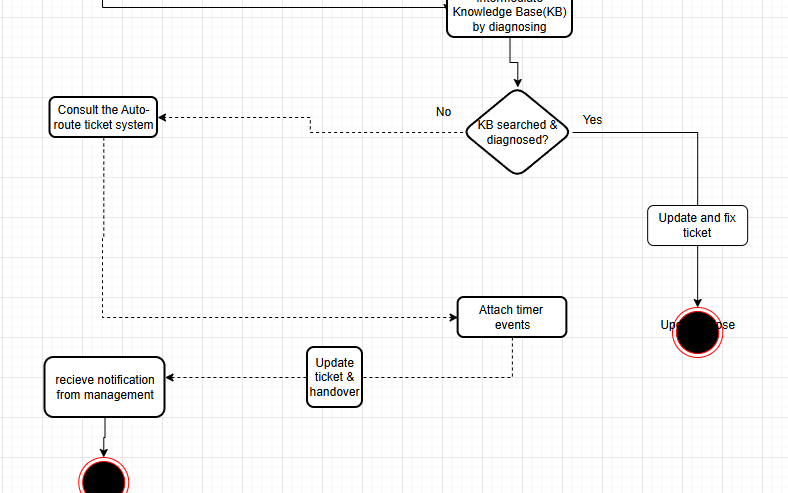 Knowledge Base(KB)
by diagnosing
Consult the Auto-
route ticket system
No
KB searched &
diagnosed?
Yes
Update and fix
ticket
Attach timer
events
Update
ticket &
handover
recieve notification
from management